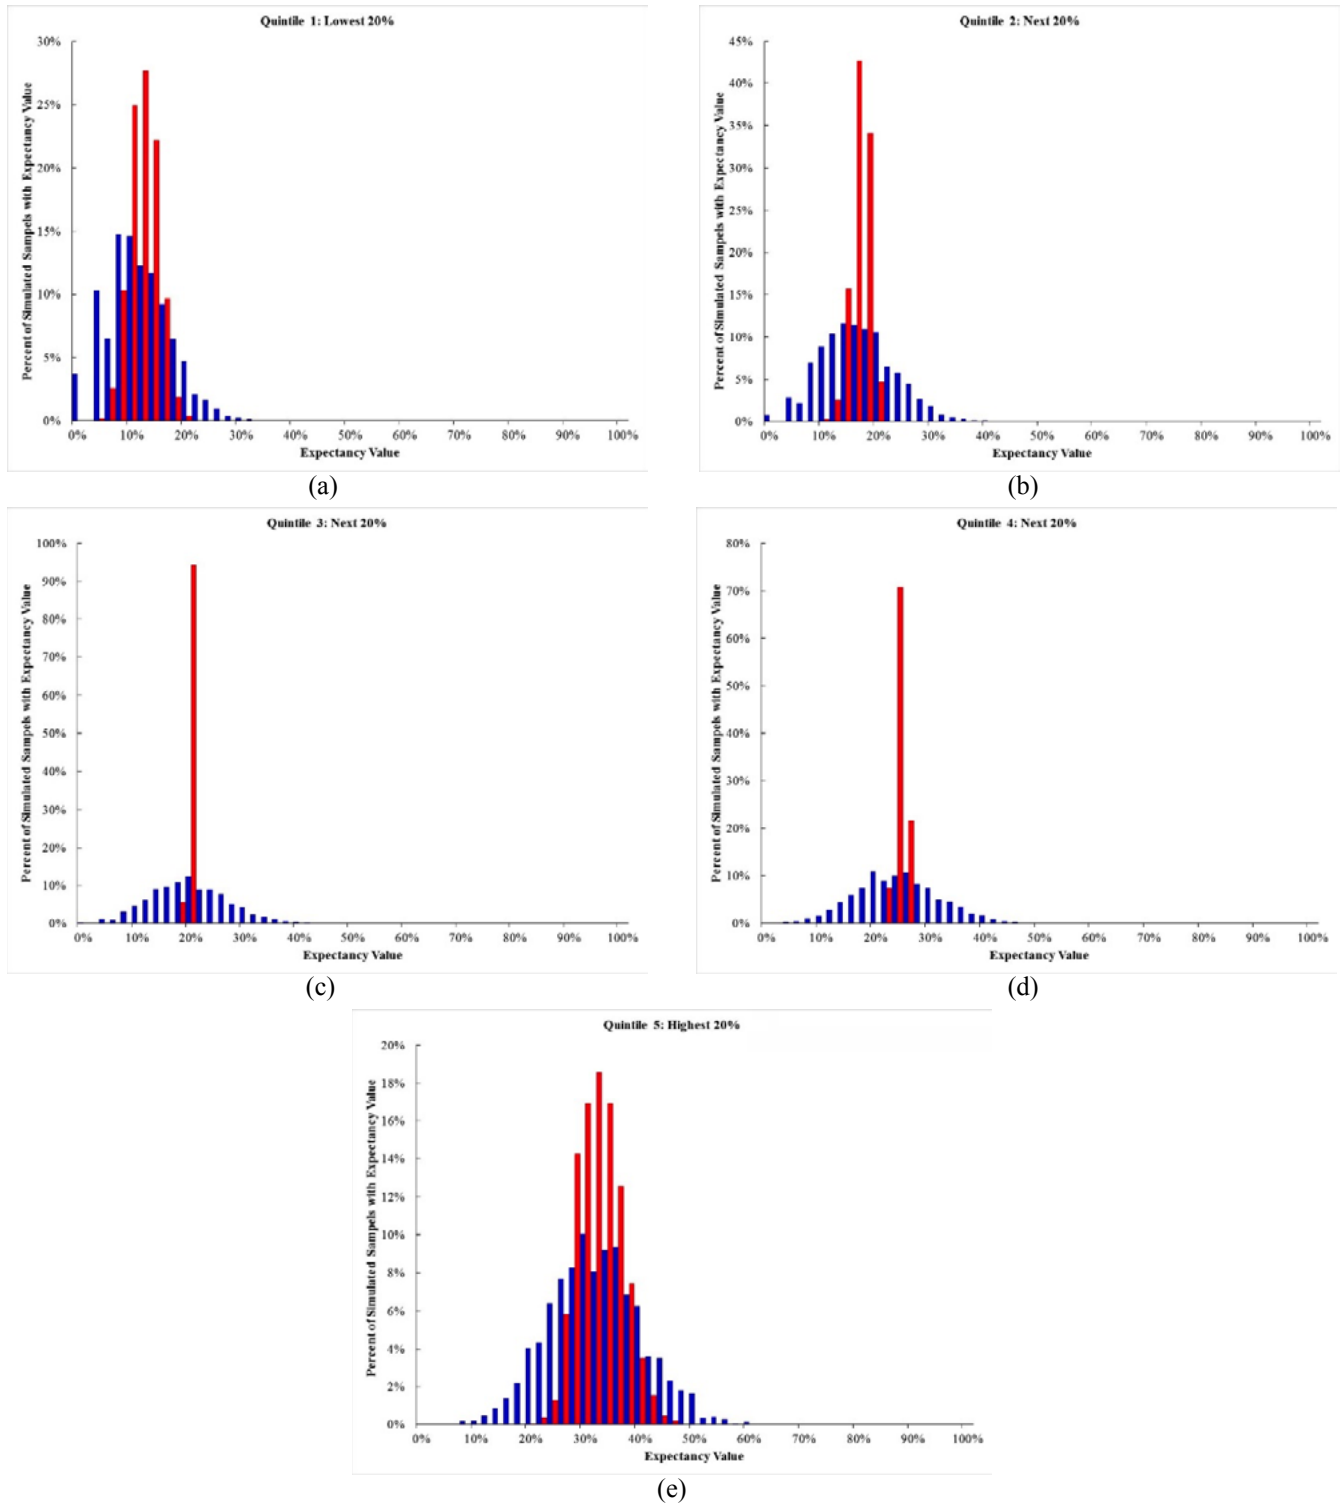 Quintile 1: Lowest 20%
Percent of Simulated Sampels with Expectancy Value
30%
25%
20%
15%
10%
5%
0%
0% 10% 20% 30% 40% 50% 60% 70% 80% 90% 100%
Expectancy Value
(a)
Quintile 2: Next 20%
Percent of Simulated Sampels with Expectancy Value
45%
40%
35%
30%
25%
20%
15%
10%
5%
0%
0% 10% 20% 30% 40% 50% 60% 70% 80% 90% 100%
Expectancy Value
(b)
Quintile 3: Next 20%
Percent of Simulated Sampels with Expectancy Value
100%
90%
80%
70%
60%
50%
40%
30%
20%
10%
0%
0% 10% 20% 30% 40% 50% 60% 70% 80% 90% 100%
Expectancy Value
(c)
Quintile 4: Next 20%
Percent of Simulated Sampels with Expectancy Value
80%
70%
60%
50%
40%
30%
20%
10%
0%
0% 10% 20% 30% 40% 50% 60% 70% 80% 90% 100%
Expectancy Value
(d)
Quintile 5: Highest 20%
Percent of Simulated Sampels with Expectancy Value
20%
18%
16%
14%
12%
10%
8%
6%
4%
2%
0%
0% 10% 20% 30% 40% 50% 60% 70% 80% 90% 100%
Expectancy Value
(e)